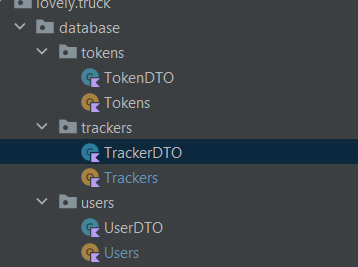 lovely.truck
database
tokens
TokenDTO
Tokens
trackers
TrackerDTO
Trackers
users
UserDTO
Users